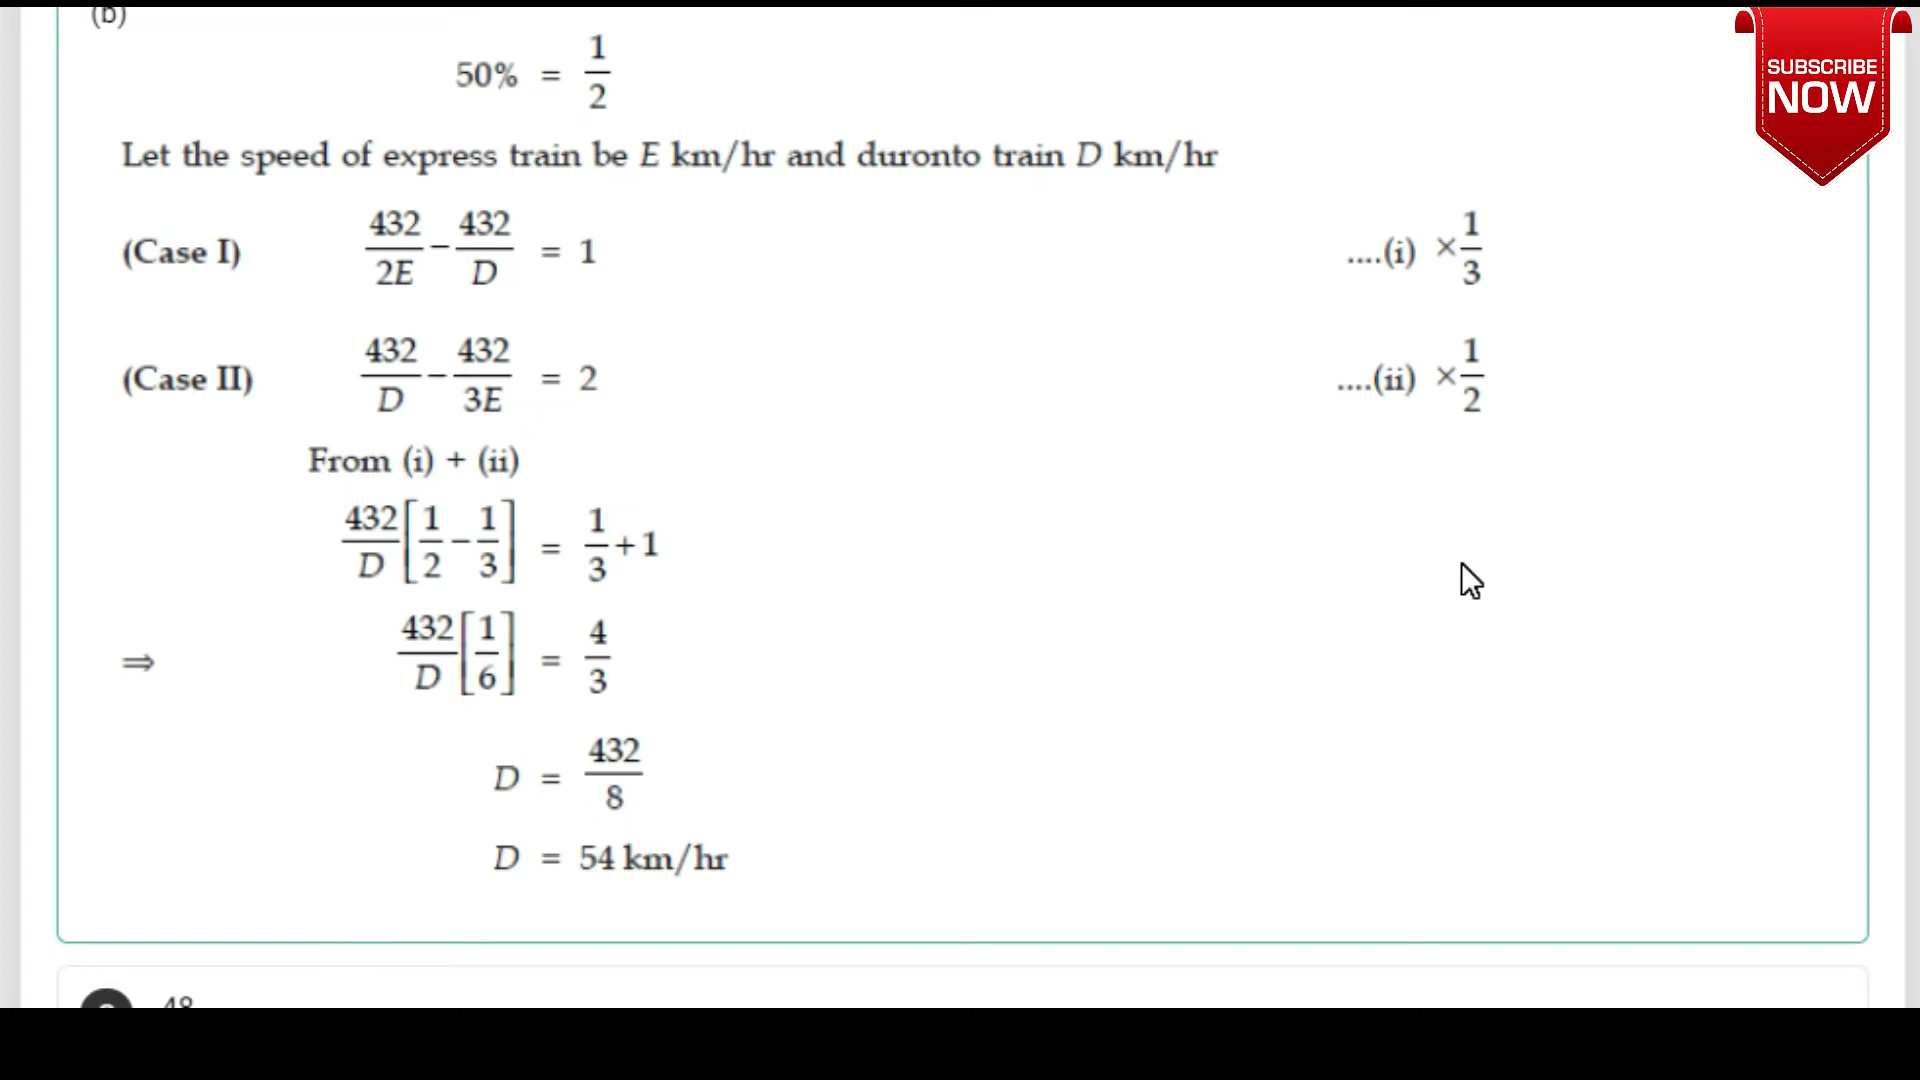 (b)
50% = 1/2
Let the speed of express train be E km/hr and duronto train D km/hr
(Case I) 432/2E − 432/D = 1 ....(i) × 1/3
(Case II) 432/D − 432/3E = 2 ....(ii) × 1/2
From (i) + (ii)
432/D [1/2 − 1/3] = 1/3 + 1
⇒ 432/D [1/6] = 4/3
D = 432/8
D = 54 km/hr
SUBSCRIBE
NOW